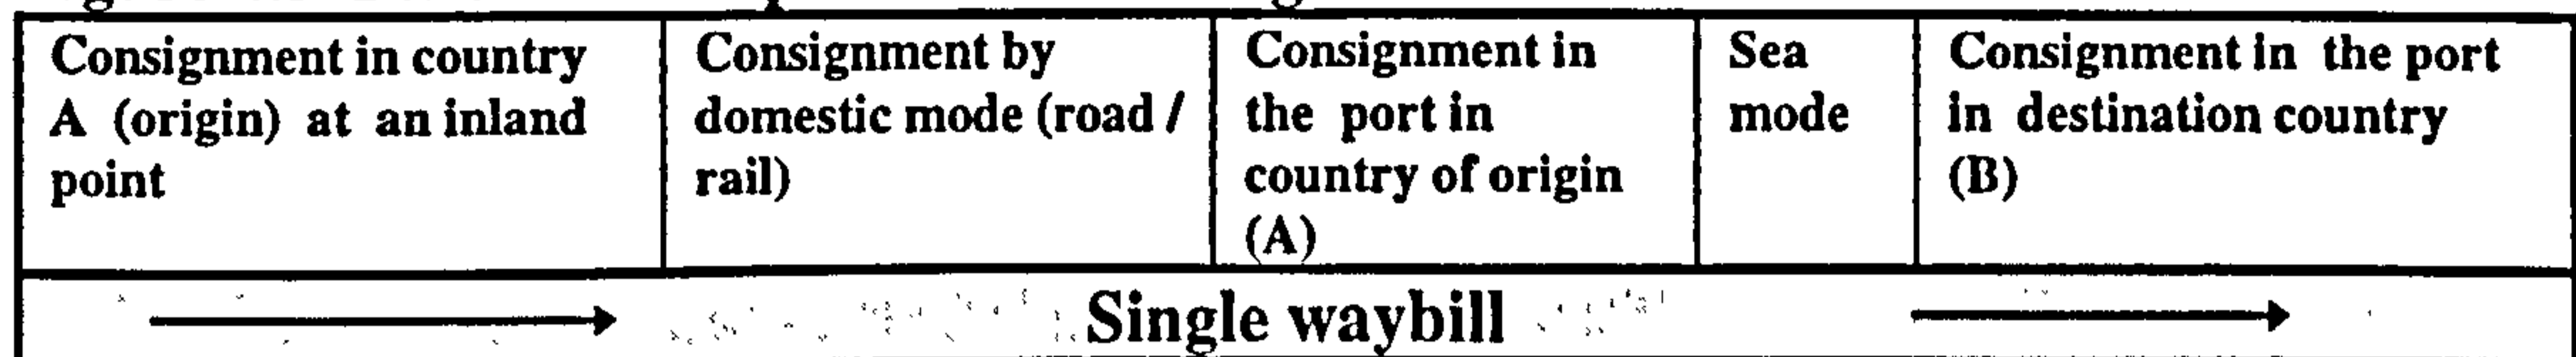 Consignment in country
A (origin) at an inland
point
Consignment by
domestic mode (road /
rail)
Consignment in
the port in
country of origin
(A)
Sea
mode
Consignment in the port
in destination country
(B)
Single waybill